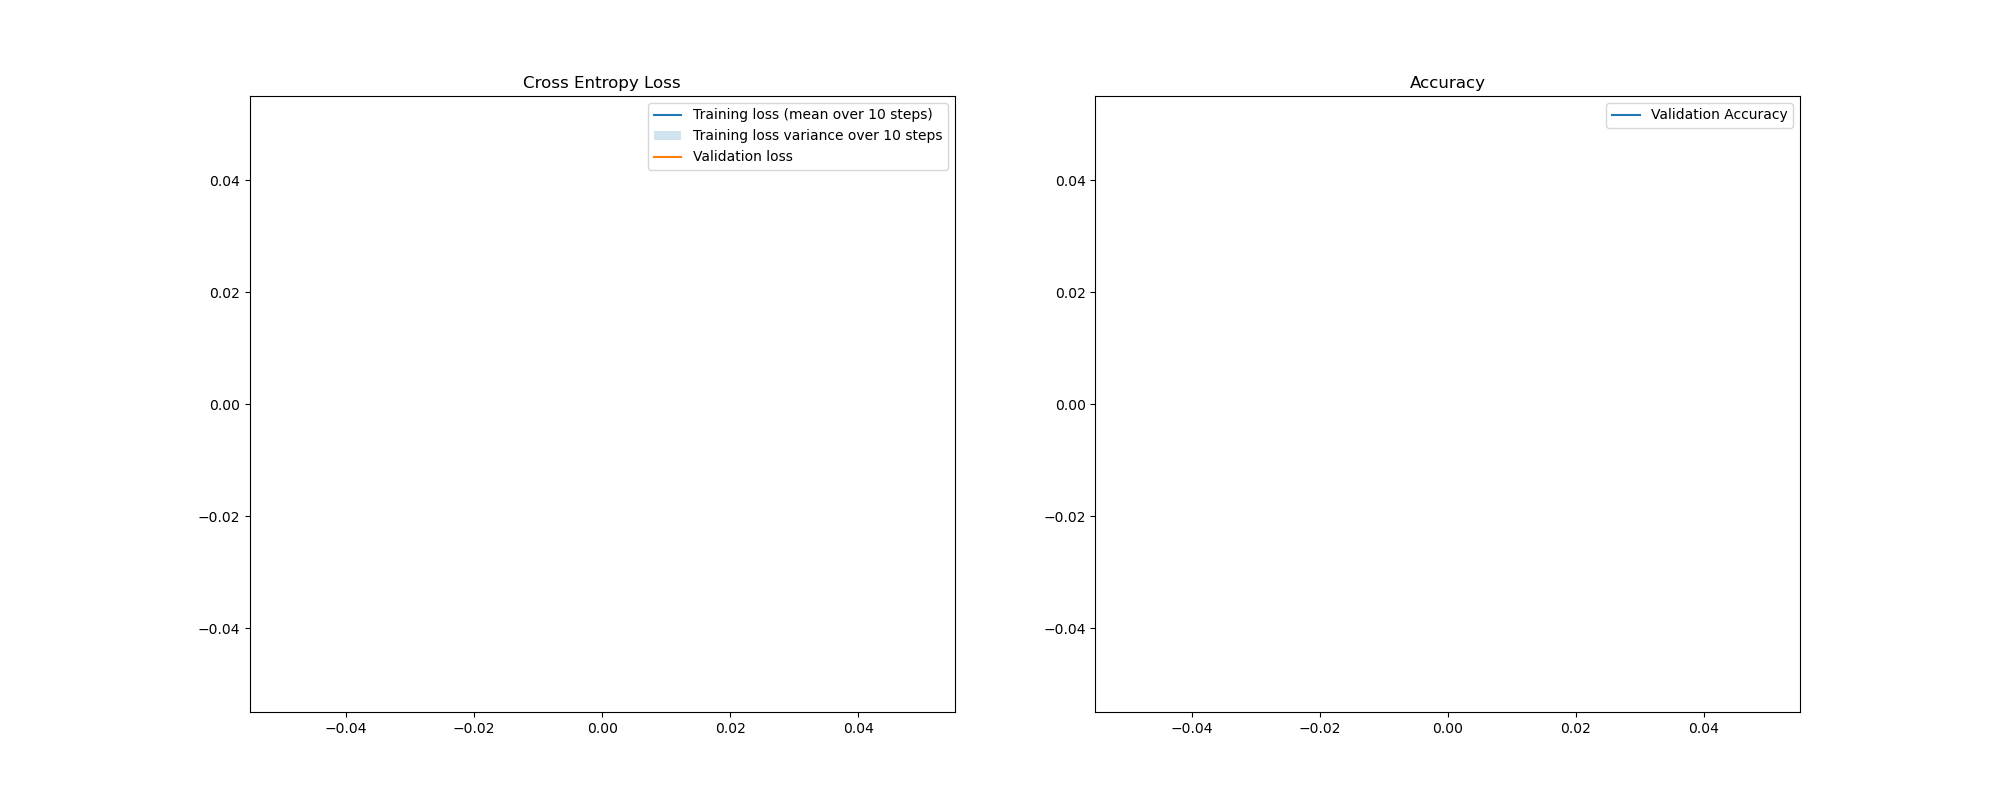 Cross Entropy Loss
Training loss (mean over 10 steps)
Training loss variance over 10 steps
Validation loss
0.04
0.02
0.00
−0.02
−0.04
−0.04 −0.02 0.00 0.02 0.04
Accuracy
Validation Accuracy
0.04
0.02
0.00
−0.02
−0.04
−0.04 −0.02 0.00 0.02 0.04